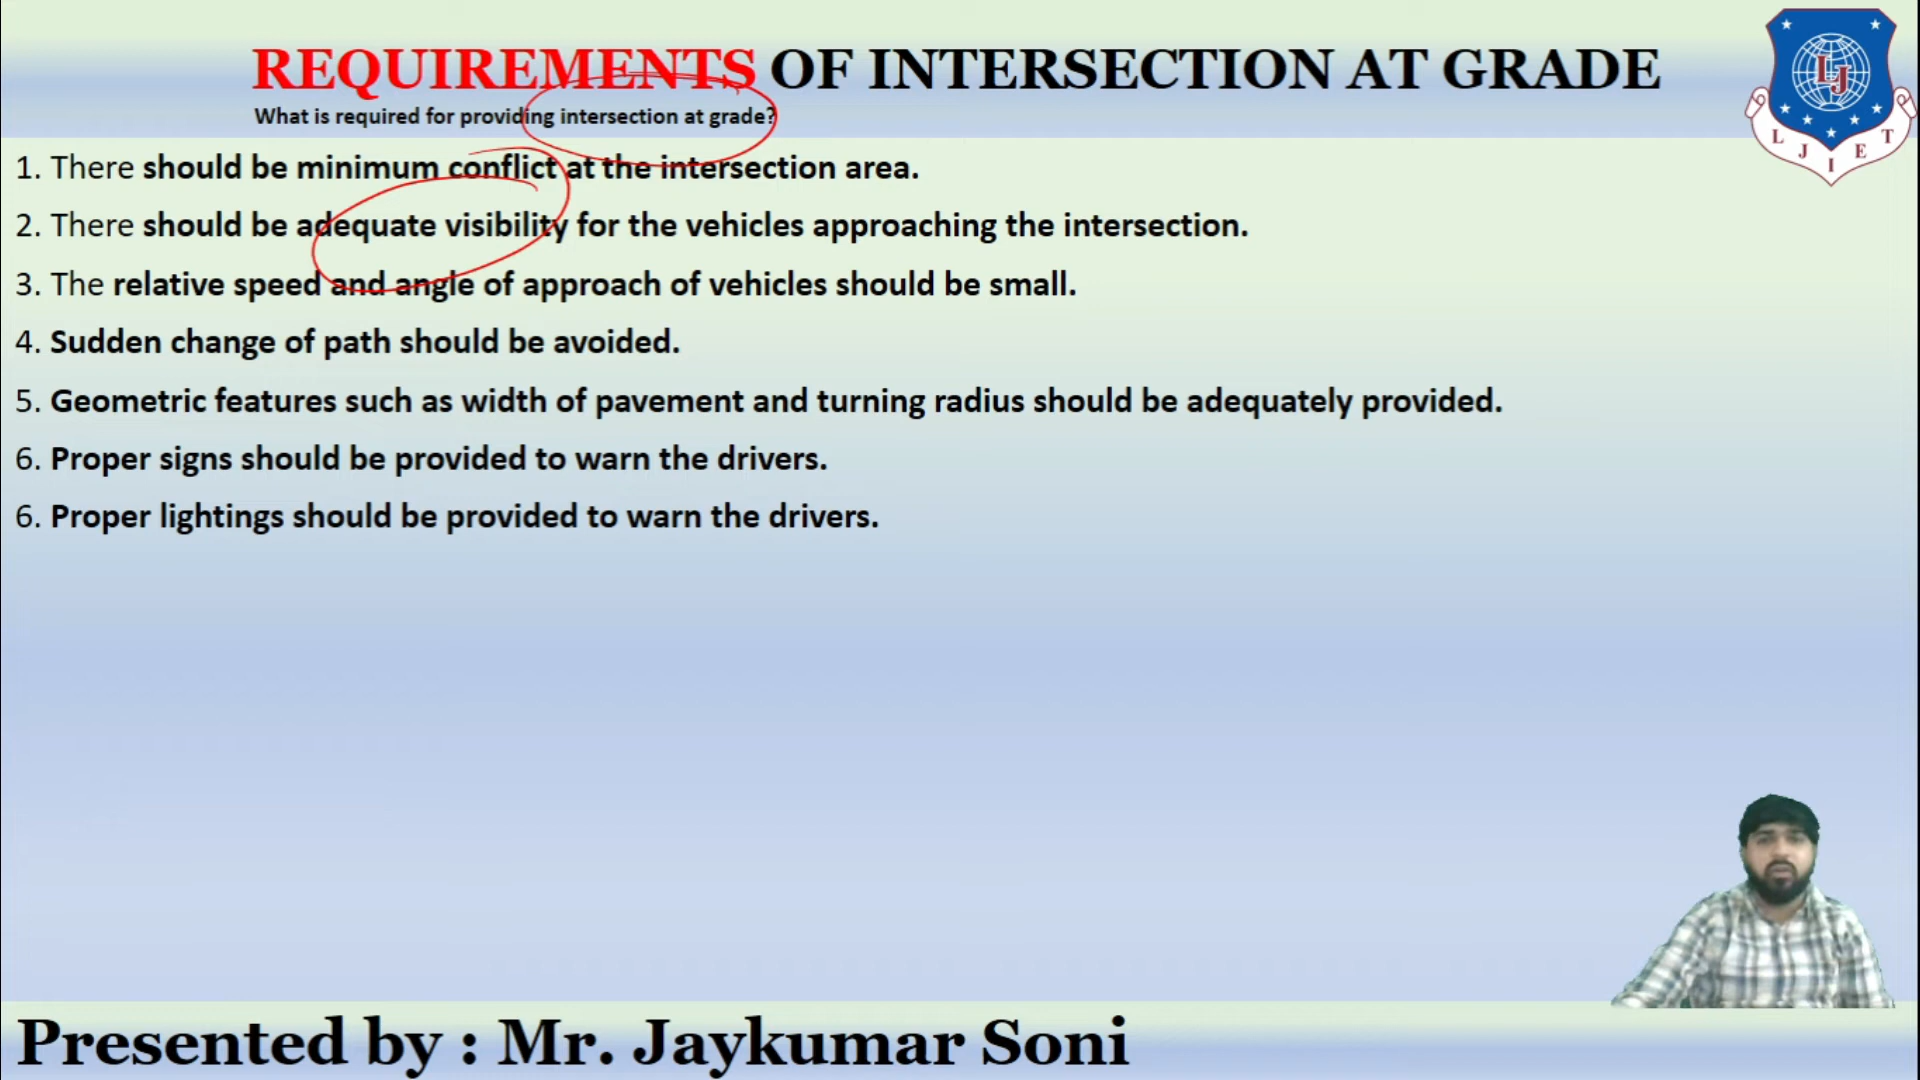 REQUIREMENTS OF INTERSECTION AT GRADE
What is required for providing intersection at grade?
1. There should be minimum conflict at the intersection area.
2. There should be adequate visibility for the vehicles approaching the intersection.
3. The relative speed and angle of approach of vehicles should be small.
4. Sudden change of path should be avoided.
5. Geometric features such as width of pavement and turning radius should be adequately provided.
6. Proper signs should be provided to warn the drivers.
6. Proper lightings should be provided to warn the drivers.
LJ
L J I E T
Presented by : Mr. Jaykumar Soni